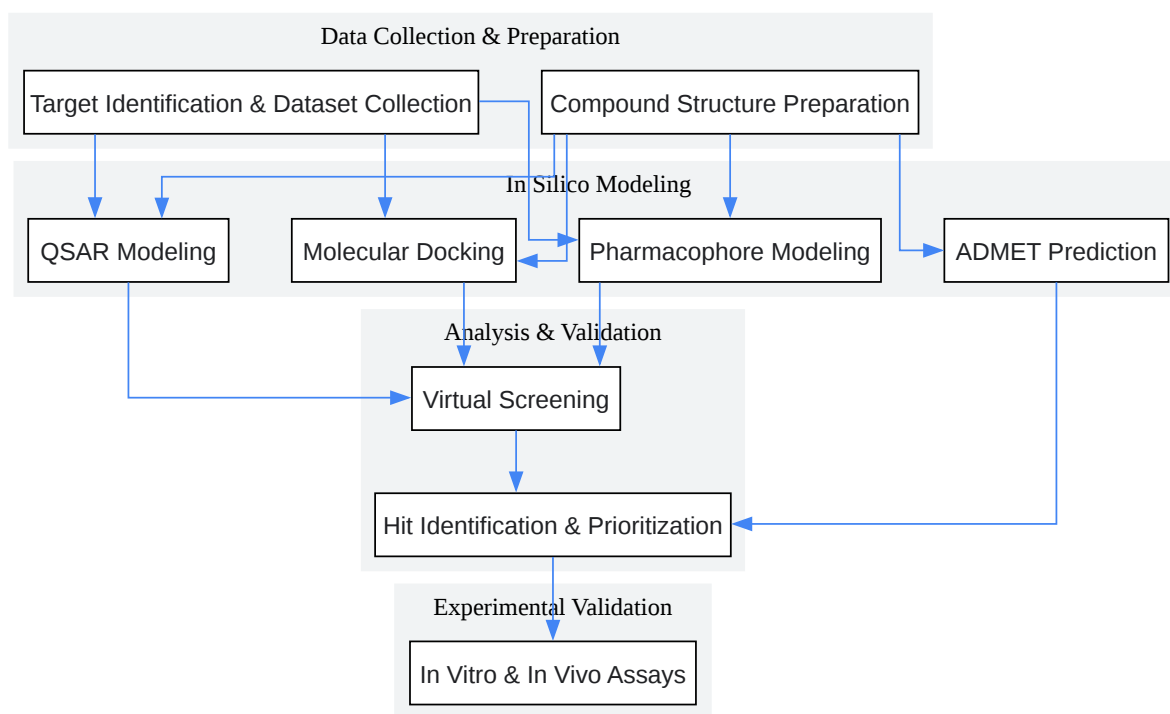 Data Collection & Preparation
Target Identification & Dataset Collection
Compound Structure Preparation
In Silico Modeling
QSAR Modeling
Molecular Docking
Pharmacophore Modeling
ADMET Prediction
Analysis & Validation
Virtual Screening
Hit Identification & Prioritization
Experimental Validation
In Vitro & In Vivo Assays